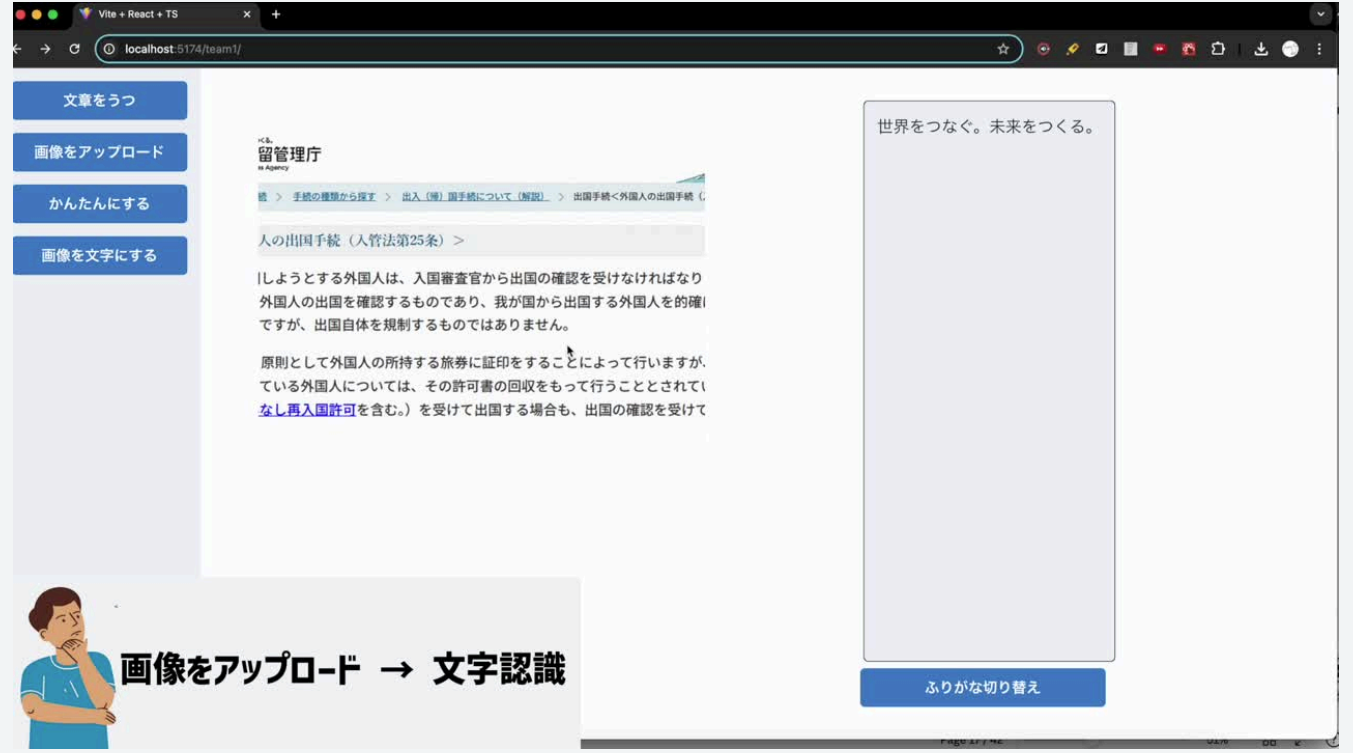 Vite + React + TS
localhost:5174/team1/
文章をうつ
画像をアップロード
かんたんにする
画像を文字にする
べる。
留管理庁
ss Agency
続 > 手続の種類から探す > 出入（帰）国手続について（解説） > 出国手続<外国人の出国手続（
人の出国手続（入管法第25条）>
しようとする外国人は、入国審査官から出国の確認を受けなければなり
外国人の出国を確認するものであり、我が国から出国する外国人を的確
ですが、出国自体を規制するものではありません。
原則として外国人の所持する旅券に証印をすることによって行いますが、
ている外国人については、その許可書の回収をもって行うこととされてい
なし再入国許可を含む。）を受けて出国する場合も、出国の確認を受けて
世界をつなぐ。未来をつくる。
ふりがな切り替え
画像をアップロード → 文字認識
Page 17 / 42